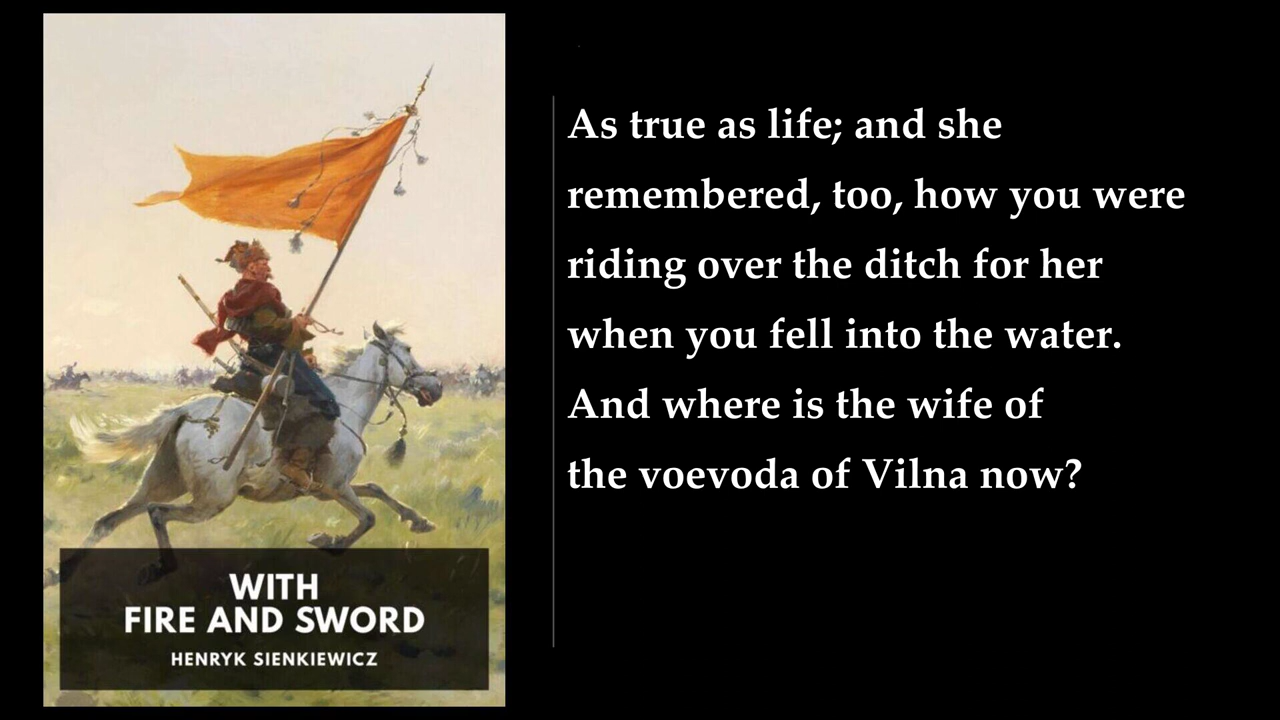 As true as life; and she
remembered, too, how you were
riding over the ditch for her
when you fell into the water.
And where is the wife of
the voevoda of Vilna now?
WITH
FIRE AND SWORD
HENRYK SIENKIEWICZ